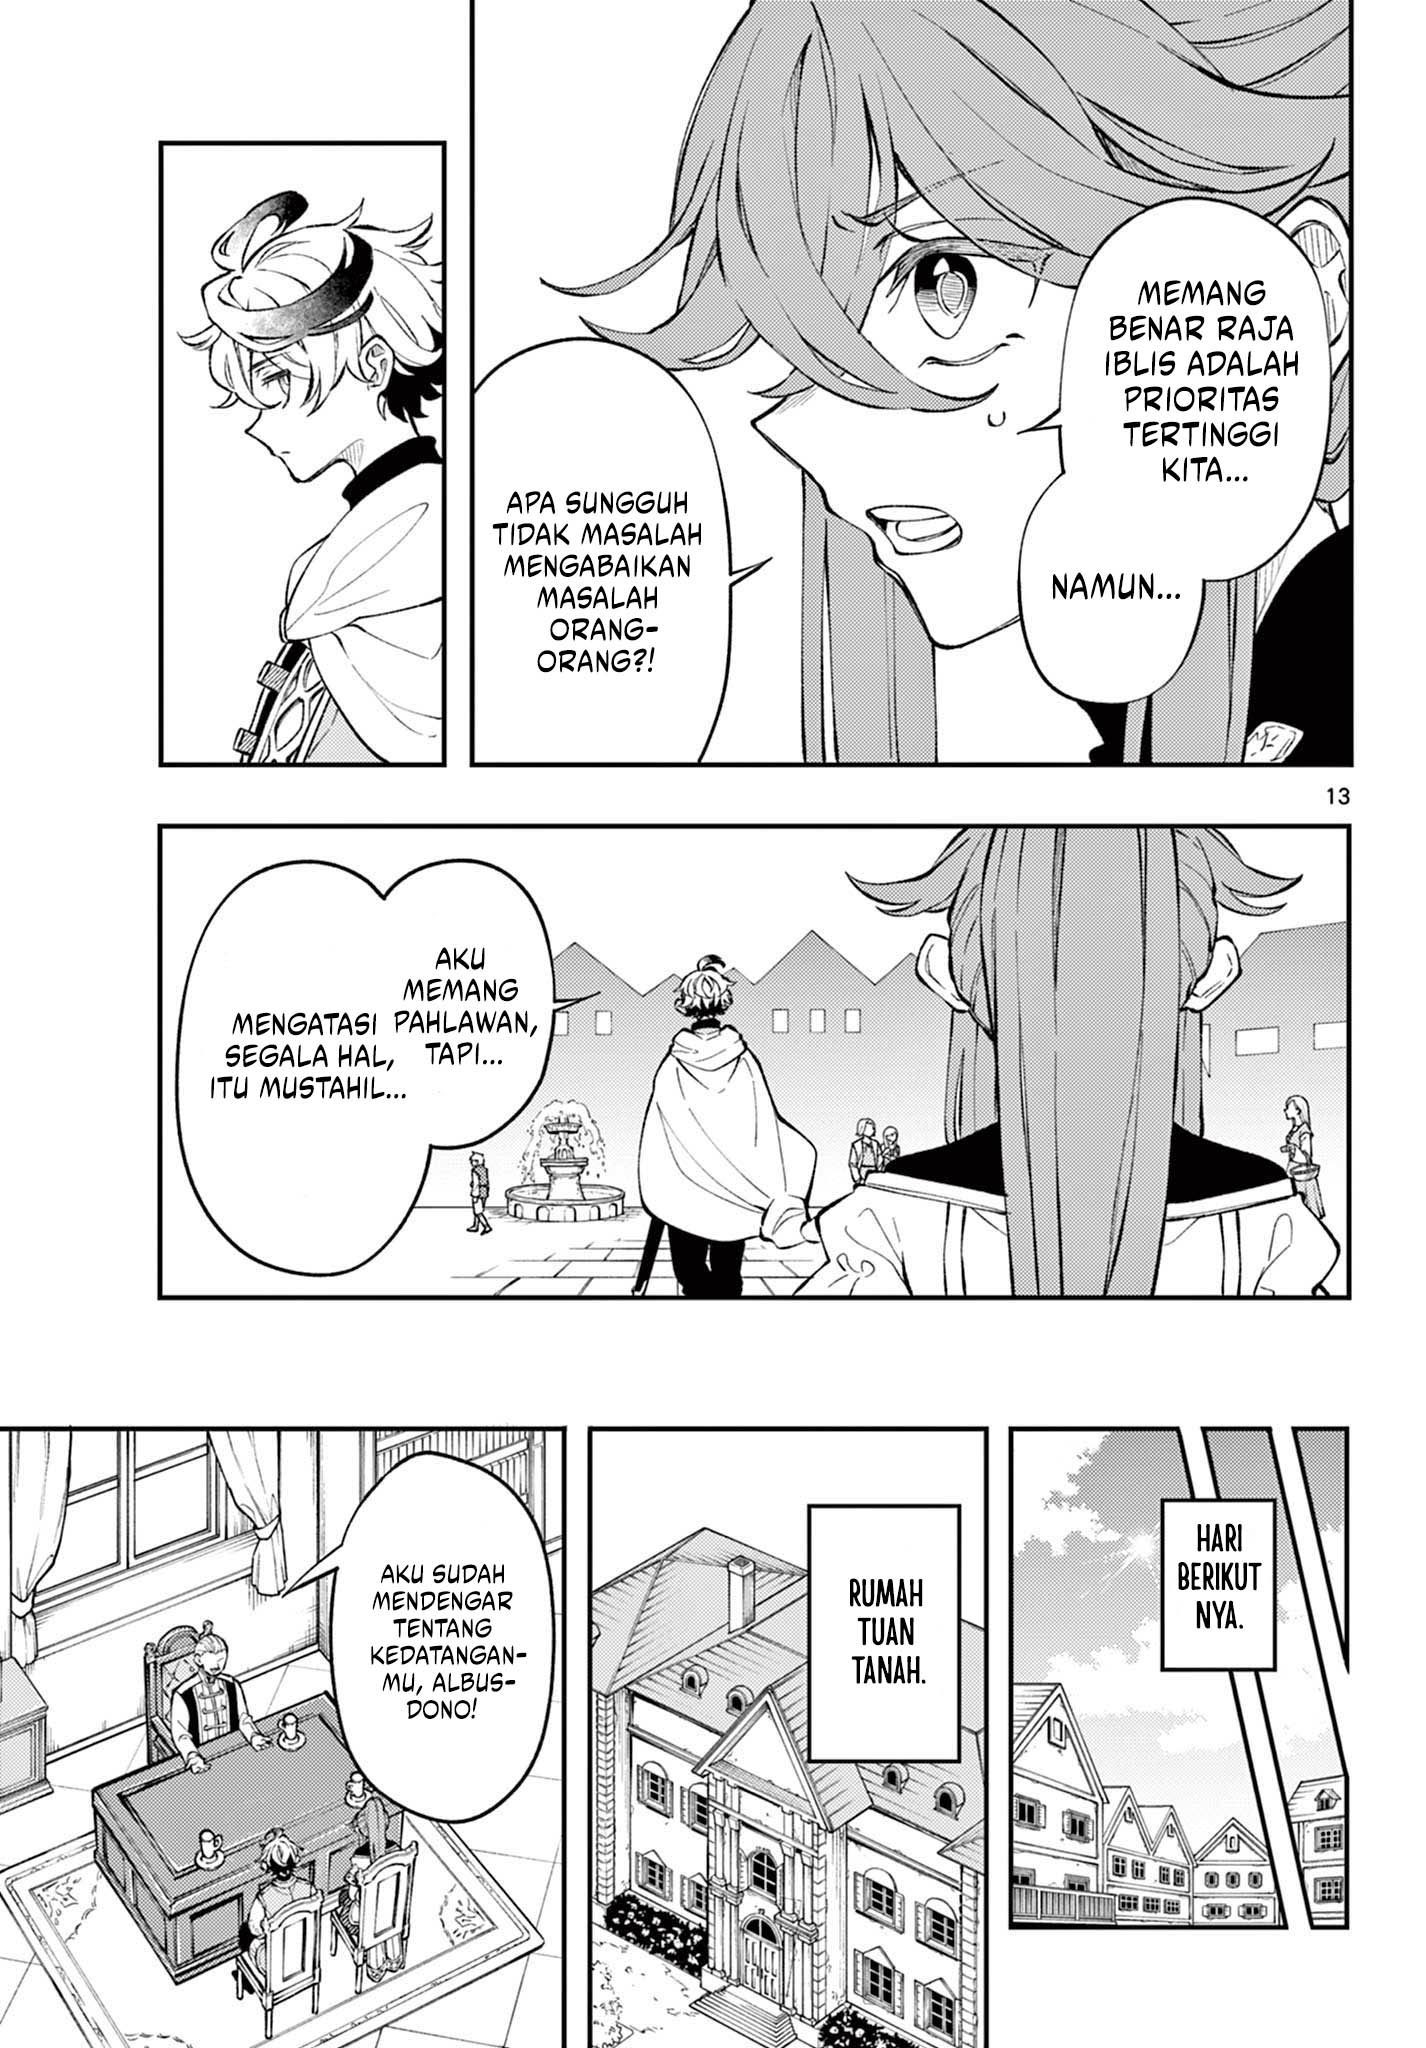 MEMANG
BENAR RAJA
IBLIS ADALAH
PRIORITAS
TERTINGGI
KITA...
NAMUN...
APA SUNGGUH
TIDAK MASALAH
MENGABAIKAN
MASALAH
ORANG-
ORANG?!
13
AKU
MEMANG
PAHLAWAN,
TAPI...
MENGATASI
SEGALA HAL,
ITU MUSTAHIL...
HARI
BERIKUT
NYA.
RUMAH
TUAN
TANAH.
AKU SUDAH
MENDENGAR
TENTANG
KEDATANGAN-
MU, ALBUS-
DONO!